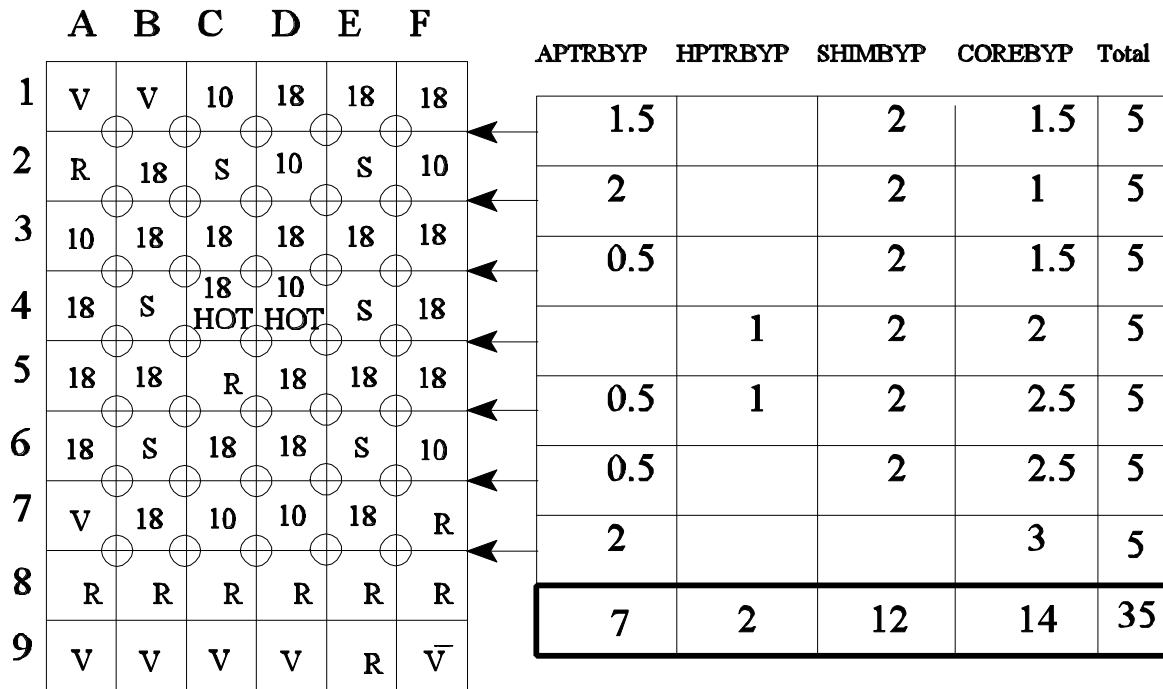 A B C D E F
APTRBYP HPTRBYP SHIMBYP COREBYP Total
1 V V 10 18 18 18
1.5 2 1.5 5
2 R 18 S 10 S 10
2 2 1 5
3 10 18 18 18 18 18
0.5 2 1.5 5
4 18 S 18 HOT 10 HOT S 18
1 2 2 5
5 18 18 R 18 18 18
0.5 1 2 2.5 5
6 18 S 18 18 S 10
0.5 2 2.5 5
7 V 18 10 10 18 R
2 3 5
8 R R R R R R
7 2 12 14 35
9 V V V V R V̅